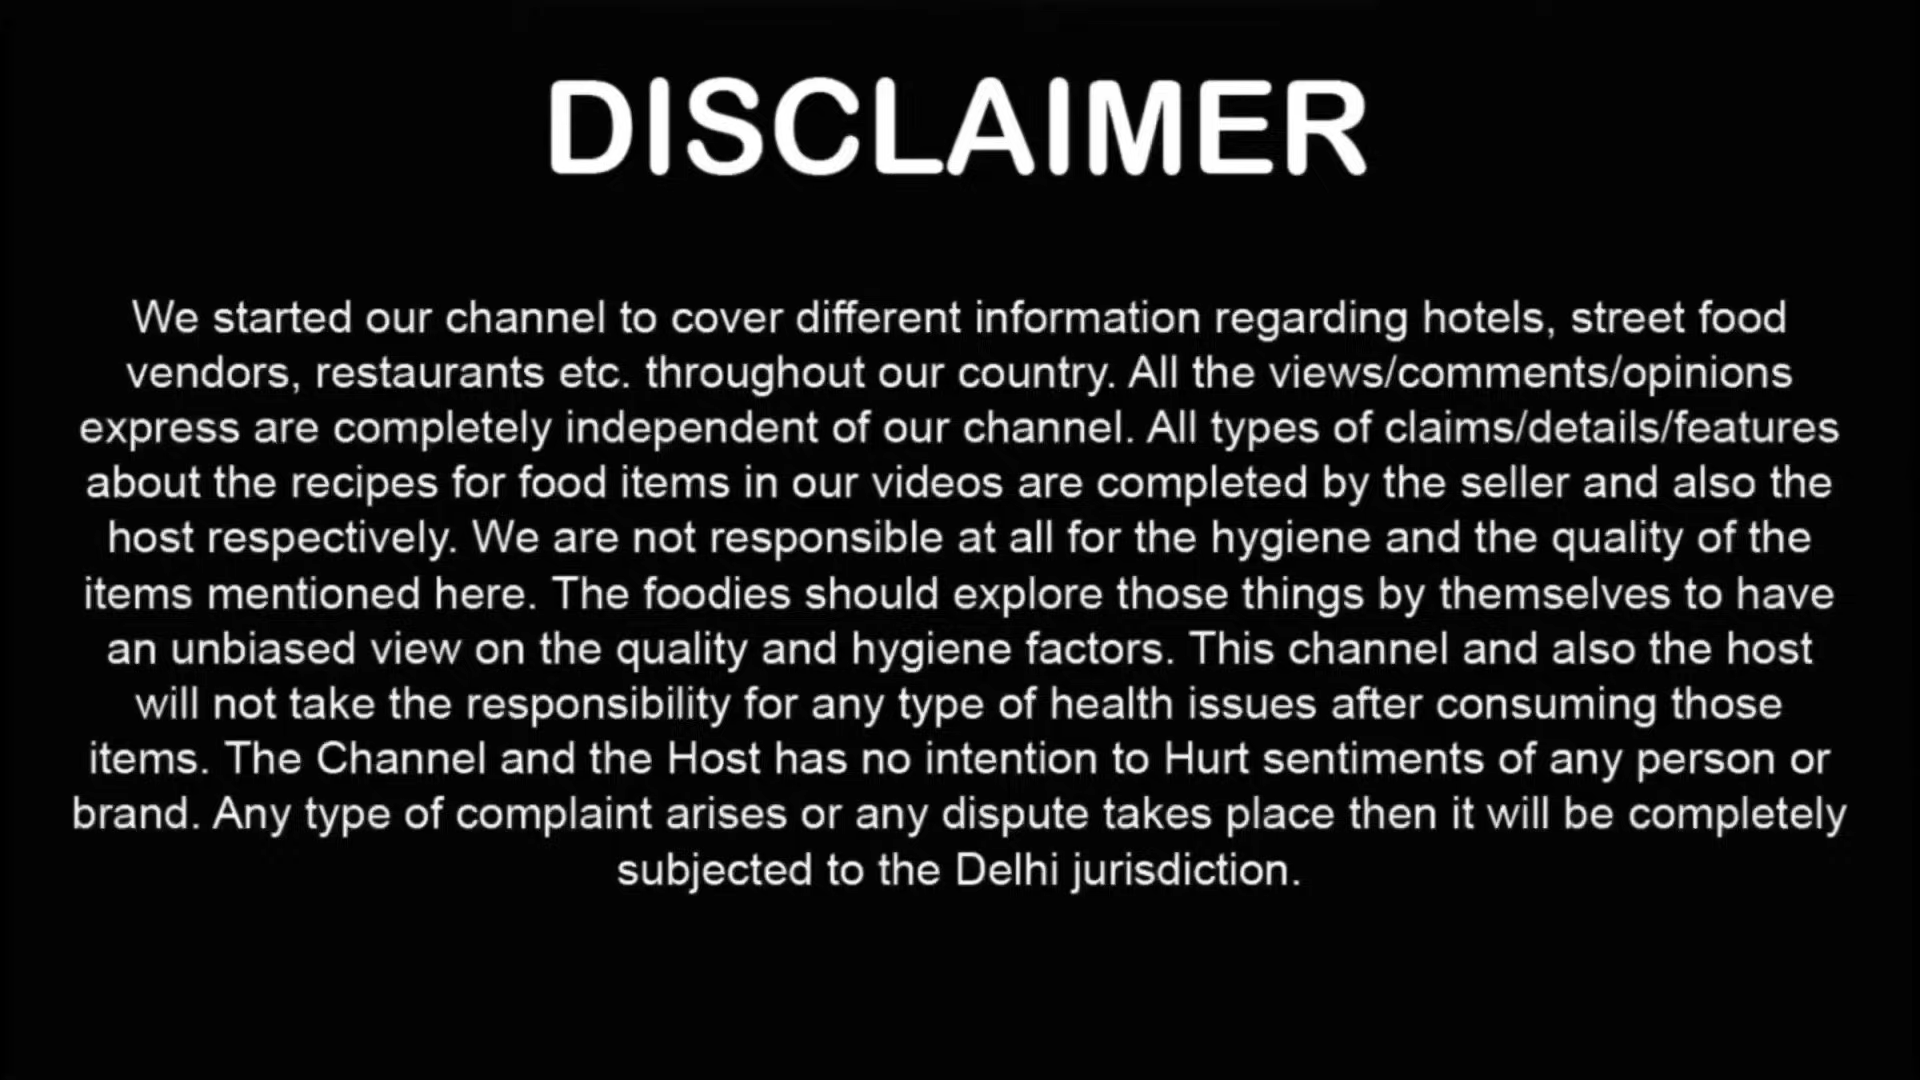 DISCLAIMER
We started our channel to cover different information regarding hotels, street food
vendors, restaurants etc. throughout our country. All the views/comments/opinions
express are completely independent of our channel. All types of claims/details/features
about the recipes for food items in our videos are completed by the seller and also the
host respectively. We are not responsible at all for the hygiene and the quality of the
items mentioned here. The foodies should explore those things by themselves to have
an unbiased view on the quality and hygiene factors. This channel and also the host
will not take the responsibility for any type of health issues after consuming those
items. The Channel and the Host has no intention to Hurt sentiments of any person or
brand. Any type of complaint arises or any dispute takes place then it will be completely
subjected to the Delhi jurisdiction.